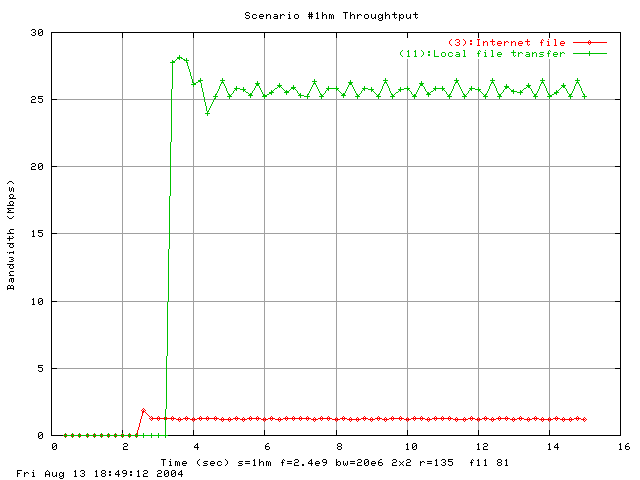 Scenario #1hm Throughtput
(3):Internet file
(11):Local file transfer
30
25
20
15
10
5
0
Bandwidth (Mbps)
0 2 4 6 8 10 12 14 16
Time (sec) s=1hm f=2.4e9 bw=20e6 2x2 r=135 f11 81
Fri Aug 13 18:49:12 2004